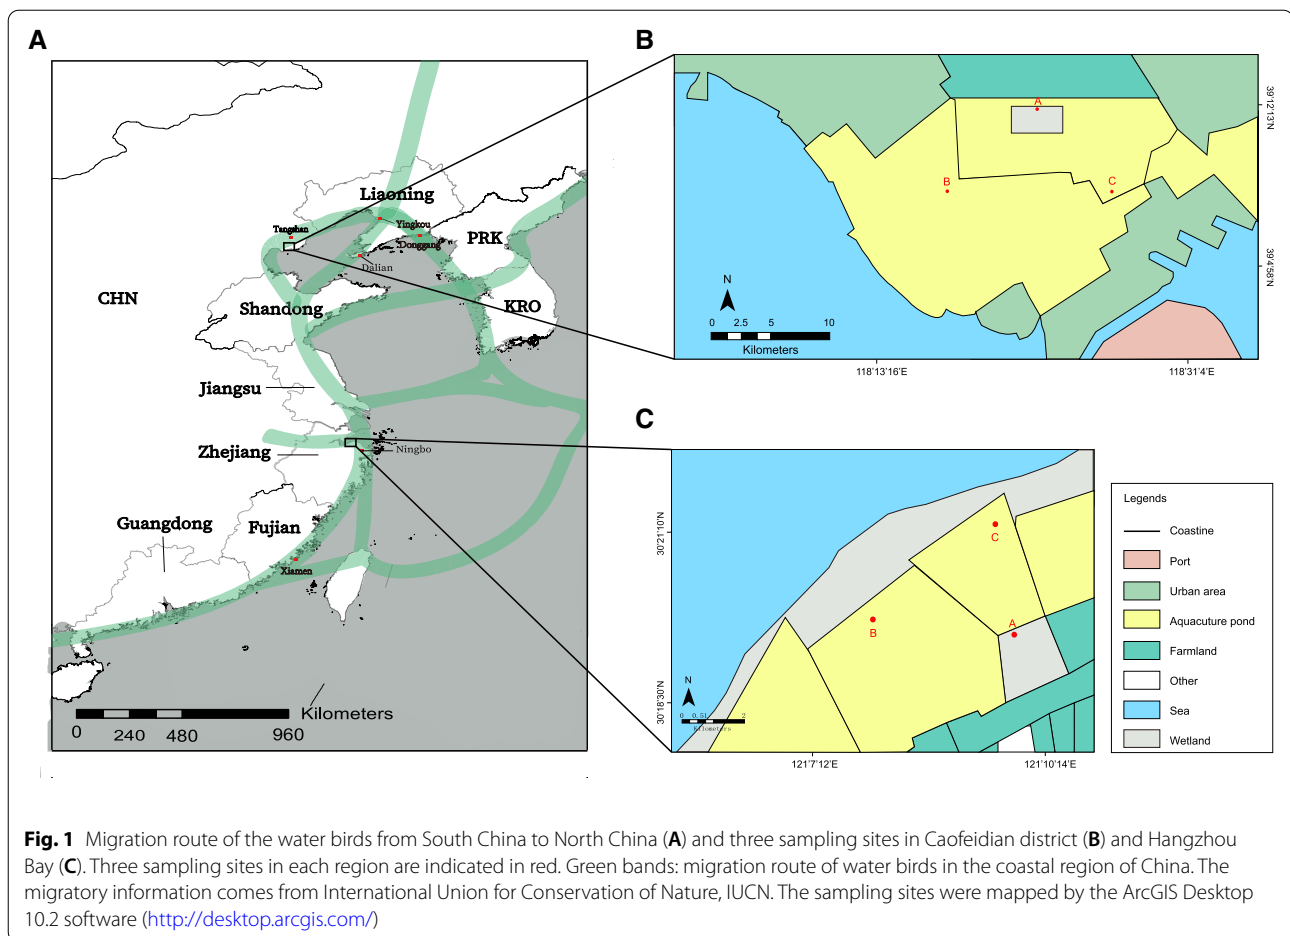 A
Liaoning
Tangshan
Yingkou
Donggang
PRK
Dalian
CHN
Shandong
KRO
Jiangsu
Zhejiang
Ningbo
Guangdong
Fujian
Xiamen
Kilometers
0 240 480 960
B
A
B
C
N
0 2.5 5 10
Kilometers
118°13'16"E
118°31'4"E
39°12'13"N
39°4'58"N
C
C
B
A
N
0 0.51 2
Kilometers
30°21'10"N
30°18'30"N
121°7'12"E
121°10'14"E
Legends
Coastine
Port
Urban area
Aquacuture pond
Farmland
Other
Sea
Wetland
Fig. 1 Migration route of the water birds from South China to North China (A) and three sampling sites in Caofeidian district (B) and Hangzhou
Bay (C). Three sampling sites in each region are indicated in red. Green bands: migration route of water birds in the coastal region of China. The
migratory information comes from International Union for Conservation of Nature, IUCN. The sampling sites were mapped by the ArcGIS Desktop
10.2 software (http://desktop.arcgis.com/)